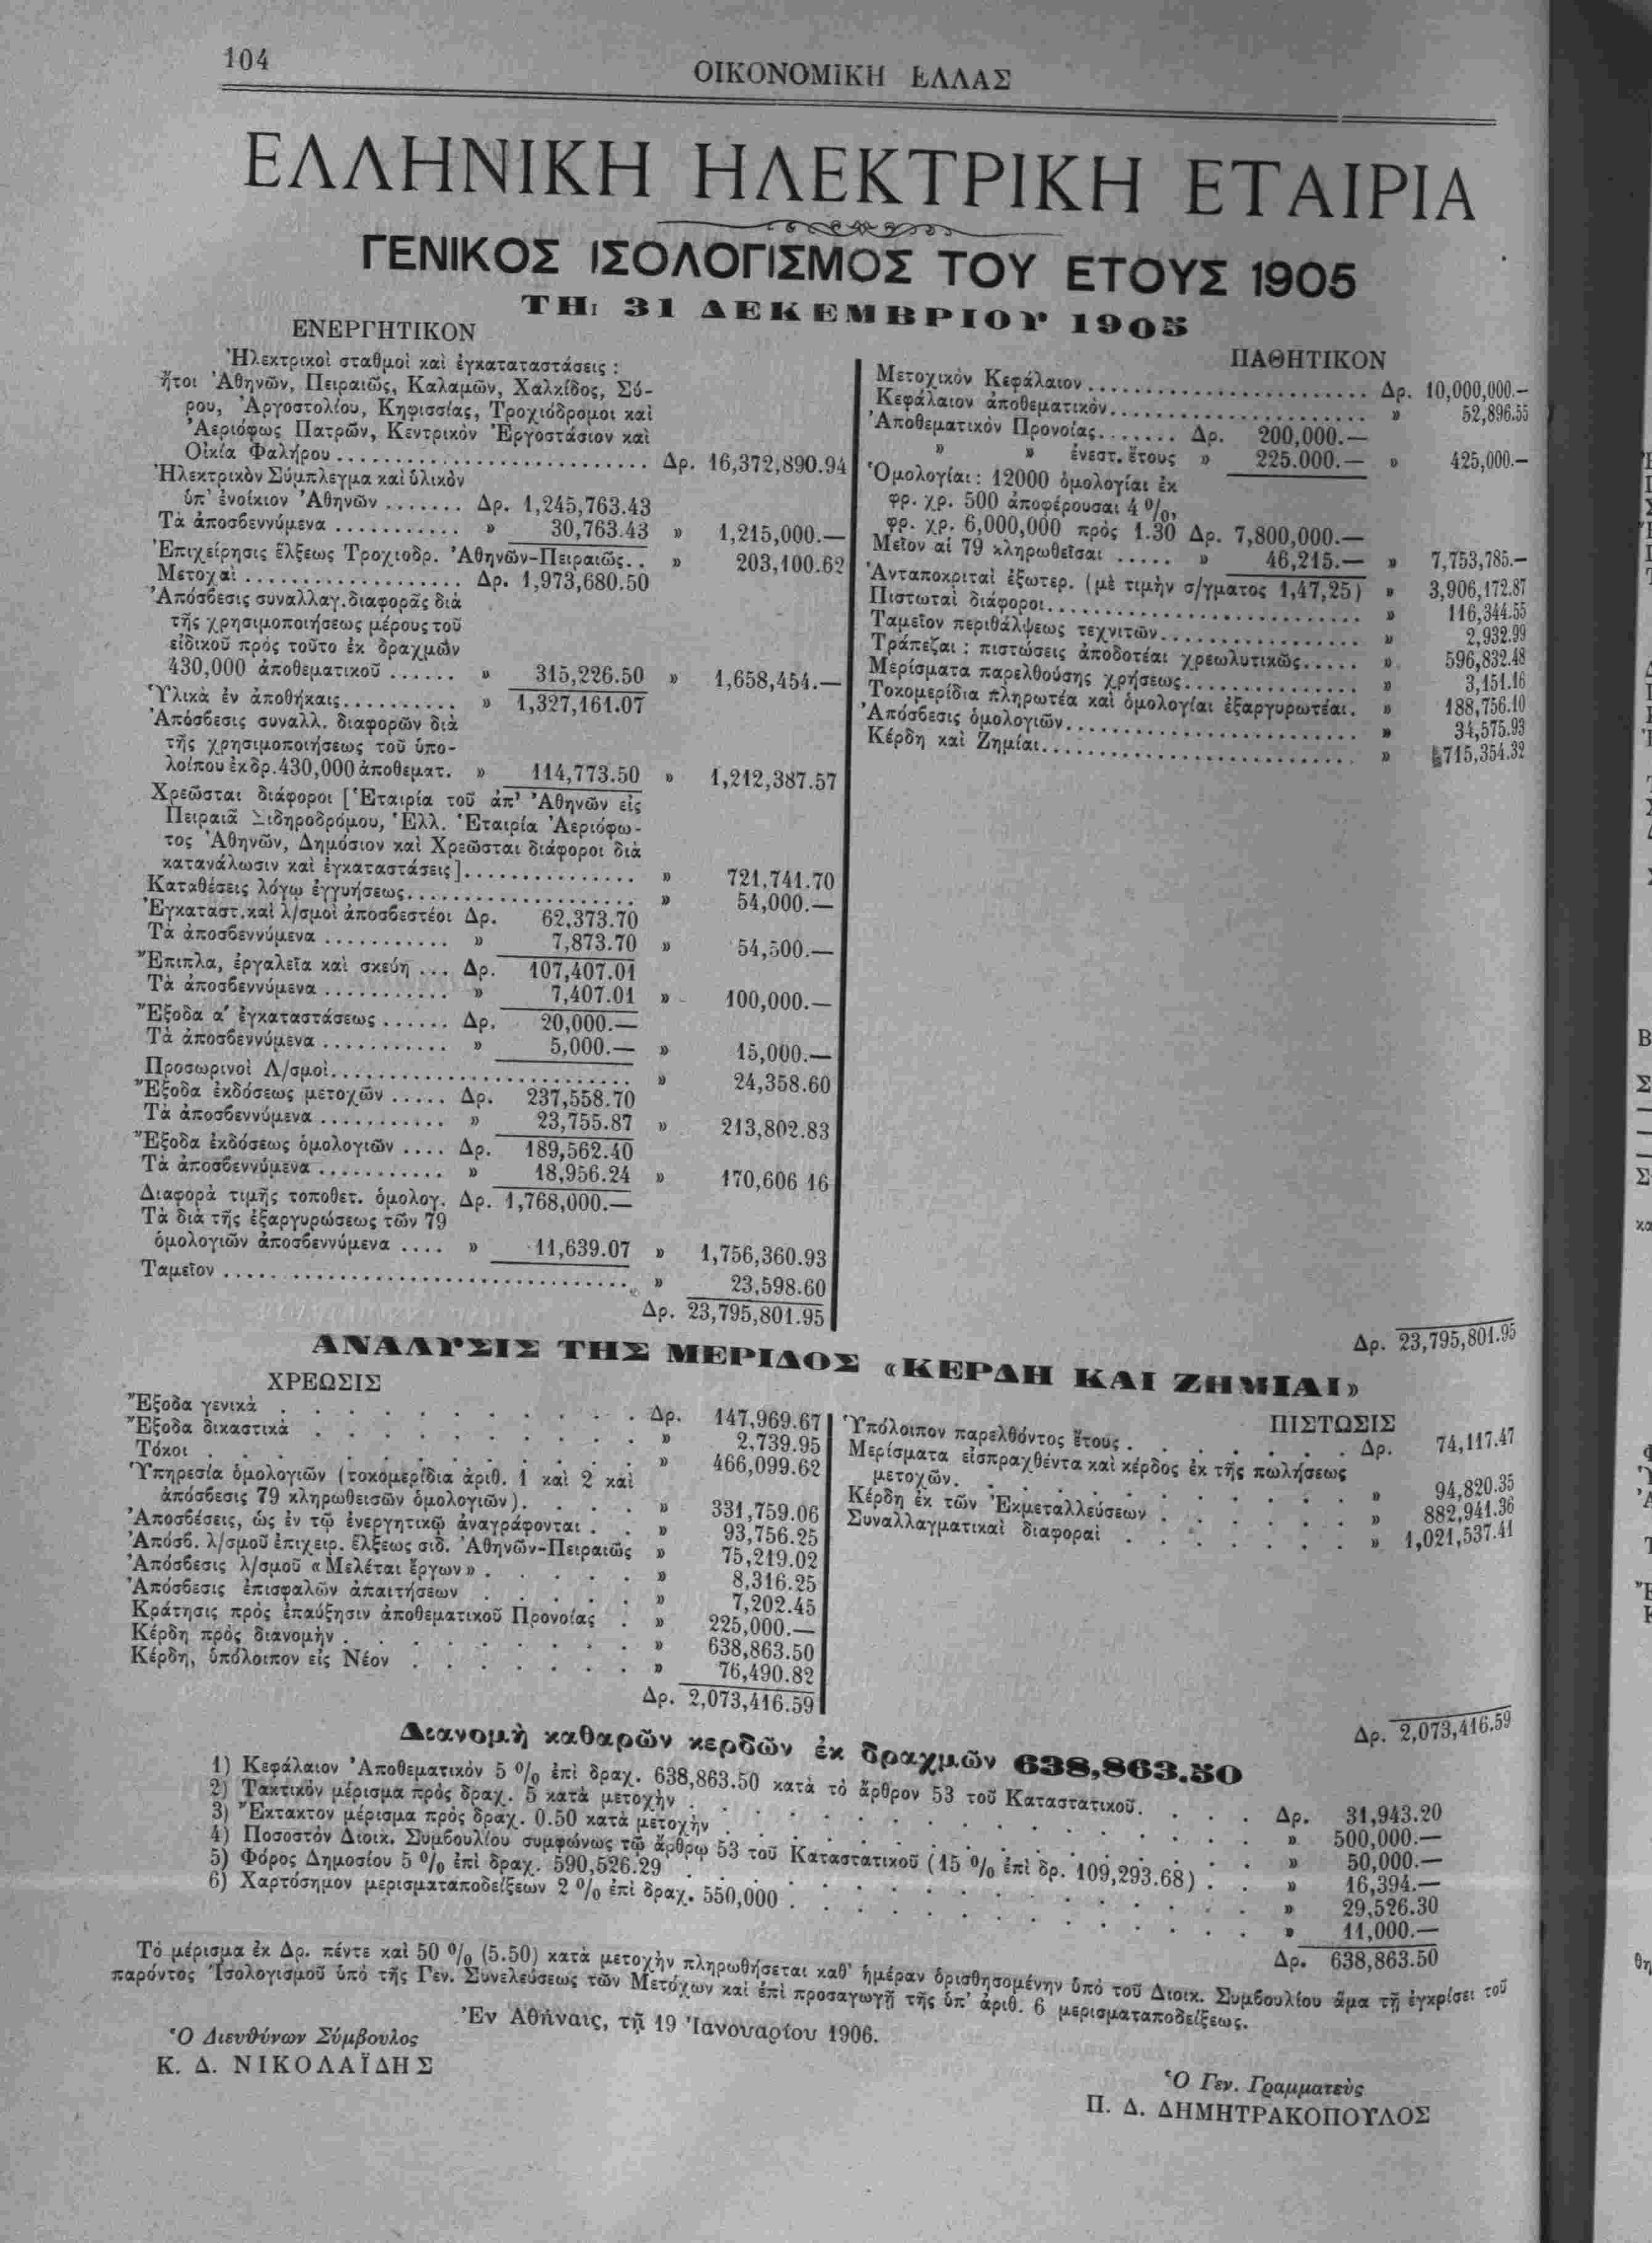 104
ΟΙΚΟΝΟΜΙΚΗ ΕΛΛΑΣ
ΕΛΛΗΝΙΚΗ ΗΛΕΚΤΡΙΚΗ ΕΤΑΙΡΙΑ
ΓΕΝΙΚΟΣ ΙΣΟΛΟΓΙΣΜΟΣ ΤΟΥ ΕΤΟΥΣ 1905
ΤΗι 31 ΔΕΚΕΜΒΡΙΟΥ 1905
ΕΝΕΡΓΗΤΙΚΟΝ
Ἠλεκτρικοὶ σταθμοὶ καὶ ἐγκαταταστάσεις :
ἤτοι Ἀθηνῶν, Πειραιῶς, Καλαμῶν, Χαλκίδος, Σύ-
ρου, Ἀργοστολίου, Κηφισσίας, Τροχιόδρομοι καὶ
Ἀεριόφως Πατρῶν, Κεντρικὸν Ἐργοστάσιον καὶ
Οἰκία Φαλήρου . . . . . Δρ. 16,372,890.94
Ἠλεκτρικὸν Σύμπλεγμα καὶ ὑλικὸν
ὑπ' ἐνοίκιον Ἀθηνῶν . . . . . Δρ. 1,245,763.43
Τὰ ἀποσβεννύμενα . . . . . » 30,763.43 » 1,215,000.—
Ἐπιχείρησις ἕλξεως Τροχιοδρ. Ἀθηνῶν-Πειραιῶς. . » 203,100.62
Μετοχαὶ . . . . . Δρ. 1,973,680.50
Ἀπόσβεσις συναλλαγ. διαφορᾶς διὰ
τῆς χρησιμοποιήσεως μέρους τοῦ
εἰδικοῦ πρὸς τοῦτο ἐκ δραχμῶν
430,000 ἀποθεματικοῦ . . . . . » 315,226.50 » 1,658,454.—
Ὑλικὰ ἐν ἀποθήκαις . . . . . » 1,327,161.07
Ἀπόσβεσις συναλλ. διαφορῶν διὰ
τῆς χρησιμοποιήσεως τοῦ ὑπο-
λοίπου ἐκ δρ. 430,000 ἀποθεματ. » 114,773.50 » 1,212,387.57
Χρεῶσται διάφοροι [Ἑταιρία τοῦ ἀπ' Ἀθηνῶν εἰς
Πειραιᾶ Σιδηροδρόμου, Ἑλλ. Ἑταιρία Ἀεριόφω-
τος Ἀθηνῶν, Δημόσιον καὶ Χρεῶσται διάφοροι διὰ
κατανάλωσιν καὶ ἐγκαταστάσεις] . . . . . » 721,741.70
Καταθέσεις λόγῳ ἐγγυήσεως . . . . . » 54,000.—
Ἐγκαταστ. καὶ λ/σμοὶ ἀποσβεστέοι Δρ. 62,373.70
Τὰ ἀποσβεννύμενα . . . . . » 7,873.70 » 54,500.—
Ἔπιπλα, ἐργαλεῖα καὶ σκεύη . . . Δρ. 107,407.01
Τὰ ἀποσβεννύμενα . . . . . » 7,407.01 » 100,000.—
Ἔξοδα α' ἐγκαταστάσεως . . . . . Δρ. 20,000.—
Τὰ ἀποσβεννύμενα . . . . . » 5,000.— » 15,000.—
Προσωρινοὶ Λ/σμοὶ . . . . . » 24,358.60
Ἔξοδα ἐκδόσεως μετοχῶν . . . . . Δρ. 237,558.70
Τὰ ἀποσβεννύμενα . . . . . » 23,755.87 » 213,802.83
Ἔξοδα ἐκδόσεως ὁμολογιῶν . . . . Δρ. 189,562.40
Τὰ ἀποσβεννύμενα . . . . . » 18,956.24 » 170,606 16
Διαφορὰ τιμῆς τοποθετ. ὁμολογ. Δρ. 1,768,000.—
Τὰ διὰ τῆς ἐξαργυρώσεως τῶν 79
ὁμολογιῶν ἀποσβεννύμενα . . . . » 11,639.07 » 1,756,360.93
Ταμεῖον . . . . . » 23,598.60
Δρ. 23,795,801.95
ΠΑΘΗΤΙΚΟΝ
Μετοχικὸν Κεφάλαιον . . . . . Δρ. 10,000,000.—
Κεφάλαιον ἀποθεματικόν . . . . . » 52,896.55
Ἀποθεματικὸν Προνοίας . . . . . Δρ. 200,000.—
» » ἐνεστ. ἔτους » 225.000.— » 425,000.—
Ὁμολογίαι : 12000 ὁμολογίαι ἐκ
φρ. χρ. 500 ἀποφέρουσαι 4 %,
φρ. χρ. 6,000,000 πρὸς 1.30 Δρ. 7,800,000.—
Μεῖον αἱ 79 κληρωθεῖσαι . . . . . » 46,215.— » 7,753,785.—
Ἀνταποκριταὶ ἐξωτερ. (μὲ τιμὴν σ/γματος 1,47,25) » 3,906,172.87
Πιστωταὶ διάφοροι . . . . . » 116,344.55
Ταμεῖον περιθάλψεως τεχνιτῶν . . . . . » 2,932.99
Τράπεζαι : πιστώσεις ἀποδοτέαι χρεωλυτικῶς . . . . . » 596,832.48
Μερίσματα παρελθούσης χρήσεως . . . . . » 3,151.16
Τοκομερίδια πληρωτέα καὶ ὁμολογίαι ἐξαργυρωτέαι . » 188,756.10
Ἀπόσβεσις ὁμολογιῶν . . . . . » 34,575.93
Κέρδη καὶ Ζημίαι . . . . . » 715,354.32
Δρ. 23,795,801.95
ΑΝΑΛΥΣΙΣ ΤΗΣ ΜΕΡΙΔΟΣ «ΚΕΡΔΗ ΚΑΙ ΖΗΜΙΑΙ»
ΧΡΕΩΣΙΣ
Ἔξοδα γενικὰ . . . . . Δρ. 147,969.67
Ἔξοδα δικαστικὰ . . . . . » 2,739.95
Τόκοι . . . . . » 466,099.62
Ὑπηρεσία ὁμολογιῶν (τοκομερίδια ἀριθ. 1 καὶ 2 καὶ
ἀπόσβεσις 79 κληρωθεισῶν ὁμολογιῶν) . . . . . » 331,759.06
Ἀποσβέσεις, ὡς ἐν τῷ ἐνεργητικῷ ἀναγράφονται . . » 93,756.25
Ἀπόσβ. λ/σμοῦ ἐπιχειρ. ἕλξεως σιδ. Ἀθηνῶν-Πειραιῶς » 75,219.02
Ἀπόσβεσις λ/σμοῦ «Μελέται ἔργων» . . . . . » 8,316.25
Ἀπόσβεσις ἐπισφαλῶν ἀπαιτήσεων . . . . . » 7,202.45
Κράτησις πρὸς ἐπαύξησιν ἀποθεματικοῦ Προνοίας . » 225,000.—
Κέρδη πρὸς διανομὴν . . . . . » 638,863.50
Κέρδη, ὑπόλοιπον εἰς Νέον . . . . . » 76,490.82
Δρ. 2,073,416.59
ΠΙΣΤΩΣΙΣ
Ὑπόλοιπον παρελθόντος ἔτους . . . . . Δρ. 74,117.47
Μερίσματα εἰσπραχθέντα καὶ κέρδος ἐκ τῆς πωλήσεως
μετοχῶν . . . . . » 94,820.35
Κέρδη ἐκ τῶν Ἐκμεταλλεύσεων . . . . . » 882,941.36
Συναλλαγματικαὶ διαφοραὶ . . . . . » 1,021,537.41
Δρ. 2,073,416.59
Διανομὴ καθαρῶν κερδῶν ἐκ δραχμῶν 638,863.50
1) Κεφάλαιον Ἀποθεματικὸν 5 % ἐπὶ δραχ. 638,863.50 κατὰ τὸ ἄρθρον 53 τοῦ Καταστατικοῦ . . . . Δρ. 31,943.20
2) Τακτικὸν μέρισμα πρὸς δραχ. 5 κατὰ μετοχὴν . . . . . » 500,000.—
3) Ἔκτακτον μέρισμα πρὸς δραχ. 0.50 κατὰ μετοχὴν . . . . . » 50,000.—
4) Ποσοστὸν Διοικ. Συμβουλίου συμφώνως τῷ ἄρθρῳ 53 τοῦ Καταστατικοῦ (15 % ἐπὶ δρ. 109,293.68) . . » 16,394.—
5) Φόρος Δημοσίου 5 % ἐπὶ δραχ. 590,526.29 . . . . . » 29,526.30
6) Χαρτόσημον μερισματαποδείξεων 2 % ἐπὶ δραχ. 550,000 . . . . . » 11,000.—
Δρ. 638,863.50
Τὸ μέρισμα ἐκ Δρ. πέντε καὶ 50 % (5.50) κατὰ μετοχὴν πληρωθήσεται καθ' ἡμέραν ὁρισθησομένην ὑπὸ τοῦ Διοικ. Συμβουλίου ἅμα τῇ ἐγκρίσει τοῦ
παρόντος Ἰσολογισμοῦ ὑπὸ τῆς Γεν. Συνελεύσεως τῶν Μετόχων καὶ ἐπὶ προσαγωγῇ τῆς ὑπ' ἀριθ. 6 μερισματαποδείξεως.
Ἐν Ἀθήναις, τῇ 19 Ἰανουαρίου 1906.
Ὁ Διευθύνων Σύμβουλος
Κ. Δ. ΝΙΚΟΛΑΪΔΗΣ
Ὁ Γεν. Γραμματεὺς
Π. Δ. ΔΗΜΗΤΡΑΚΟΠΟΥΛΟΣ